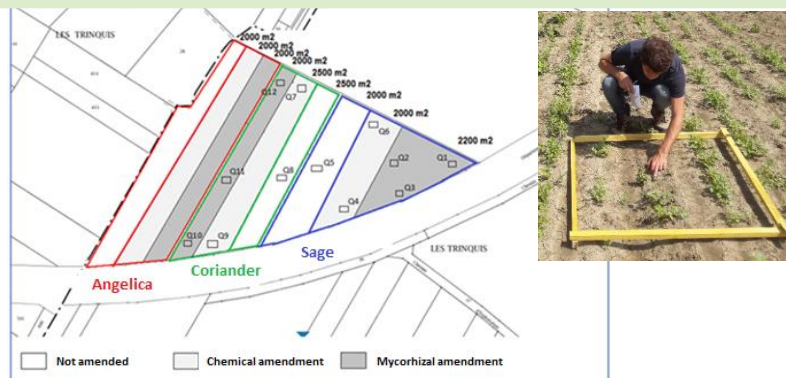 LES TRINQUIS
2000 m2
2000 m2
2000 m2
2000 m2
2500 m2
2500 m2
2000 m2
2000 m2
2200 m2
Q12
Q7
Q6
Q2
Q1
Q11
Q8
Q5
Q3
Q4
Q10
Q9
LES TRINQUIS
Sage
Coriander
Angelica
Not amended
Chemical amendment
Mycorhizal amendment